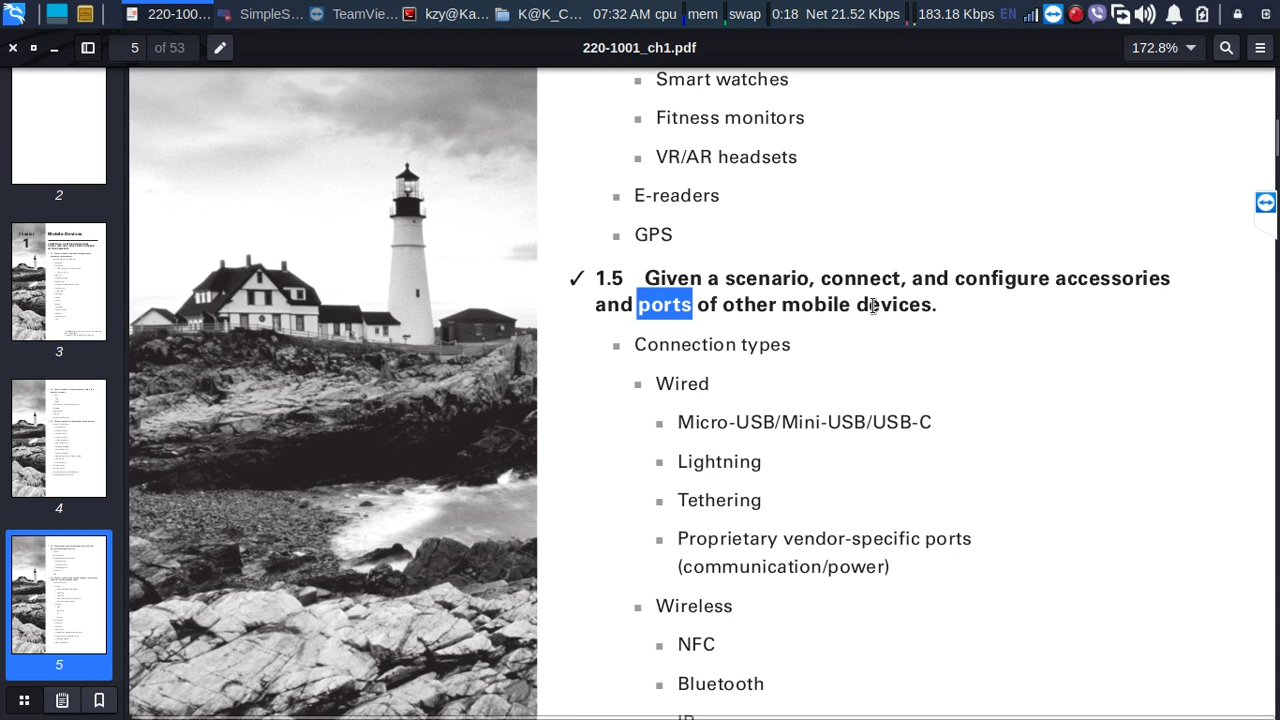 220-100... SimpleS... TeamVie... kzy@Ka... K@K_C... 07:32 AM cpu mem swap 0.18 Net 21.52 Kbps 183.18 Kbps EN
5 of 53 220-1001_ch1.pdf 172.8%
2
3
4
5
Smart watches
Fitness monitors
VR/AR headsets
E-readers
GPS
✓ 1.5 Given a scenario, connect, and configure accessories
and ports of other mobile devices.
Connection types
Wired
Micro-USB/Mini-USB/USB-C
Lightning
Tethering
Proprietary vendor-specific ports
(communication/power)
Wireless
NFC
Bluetooth